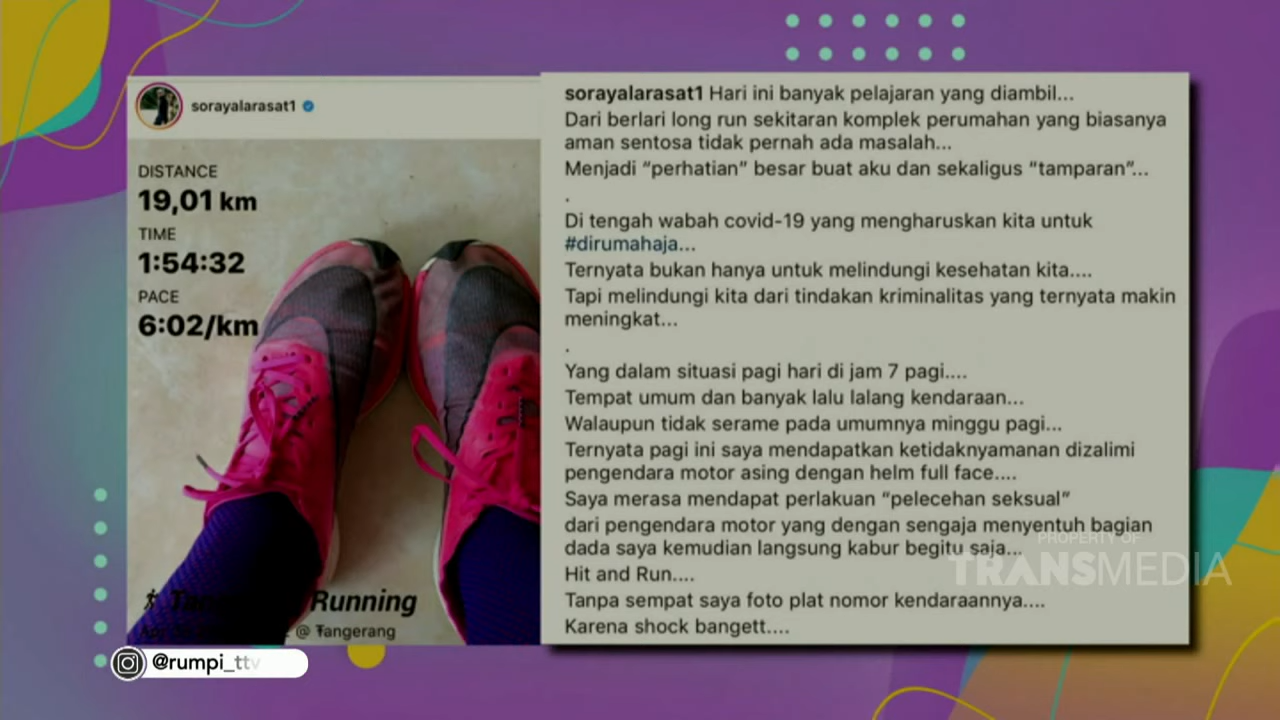 sorayalarasat1
DISTANCE
19,01 km
TIME
1:54:32
PACE
6:02/km
Running
@ Tangerang
@rumpi_ttv
sorayalarasat1 Hari ini banyak pelajaran yang diambil...
Dari berlari long run sekitaran komplek perumahan yang biasanya
aman sentosa tidak pernah ada masalah...
Menjadi “perhatian” besar buat aku dan sekaligus “tamparan”...
.
Di tengah wabah covid-19 yang mengharuskan kita untuk
#dirumahaja...
Ternyata bukan hanya untuk melindungi kesehatan kita....
Tapi melindungi kita dari tindakan kriminalitas yang ternyata makin
meningkat...
.
Yang dalam situasi pagi hari di jam 7 pagi....
Tempat umum dan banyak lalu lalang kendaraan...
Walaupun tidak serame pada umumnya minggu pagi...
Ternyata pagi ini saya mendapatkan ketidaknyamanan dizalimi
pengendara motor asing dengan helm full face....
Saya merasa mendapat perlakuan “pelecehan seksual”
dari pengendara motor yang dengan sengaja menyentuh bagian
dada saya kemudian langsung kabur begitu saja...
Hit and Run....
Tanpa sempat saya foto plat nomor kendaraannya....
Karena shock bangett....
PROPERTY OF
TRANSMEDIA